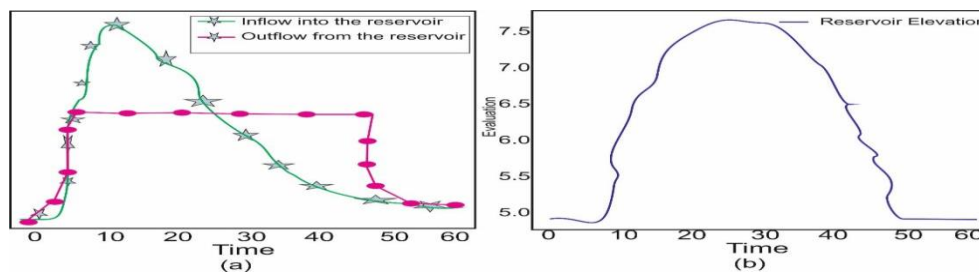 Inflow into the reservoir
Outflow from the reservoir
0 10 20 30 40 50 60
Time
(a)
Reservoir Elevation
Evaluation
7.5
7.0
6.5
6.0
5.5
5.0
0 10 20 30 40 50 60
Time
(b)